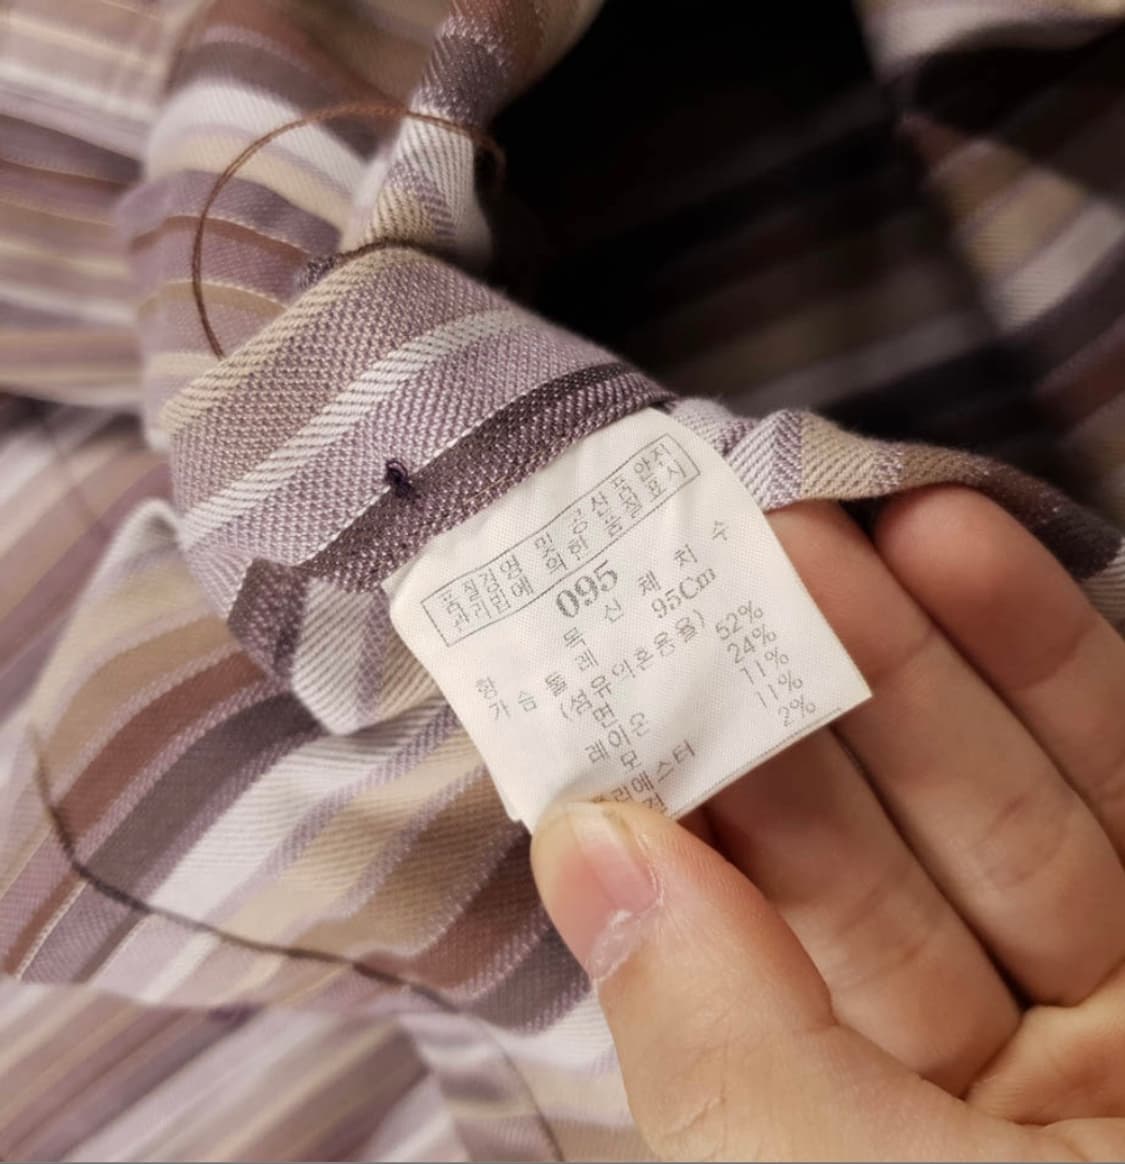 품질경영 및 공산품안전
관리법에 의한 품질표시
095
항 목 신체치수
가슴둘레 95Cm
(섬유의혼용율)
면 52%
레이온 24%
모 11%
폴리에스터 11%
2%